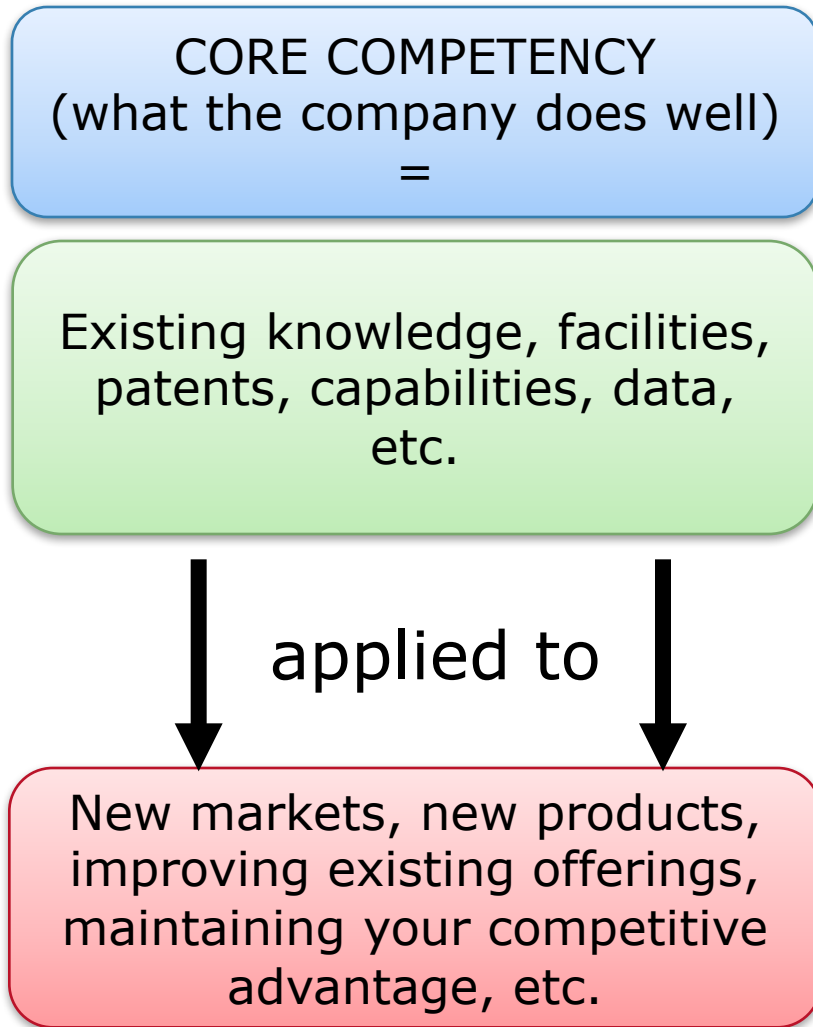 CORE COMPETENCY
(what the company does well)
=
Existing knowledge, facilities,
patents, capabilities, data,
etc.
applied to
New markets, new products,
improving existing offerings,
maintaining your competitive
advantage, etc.